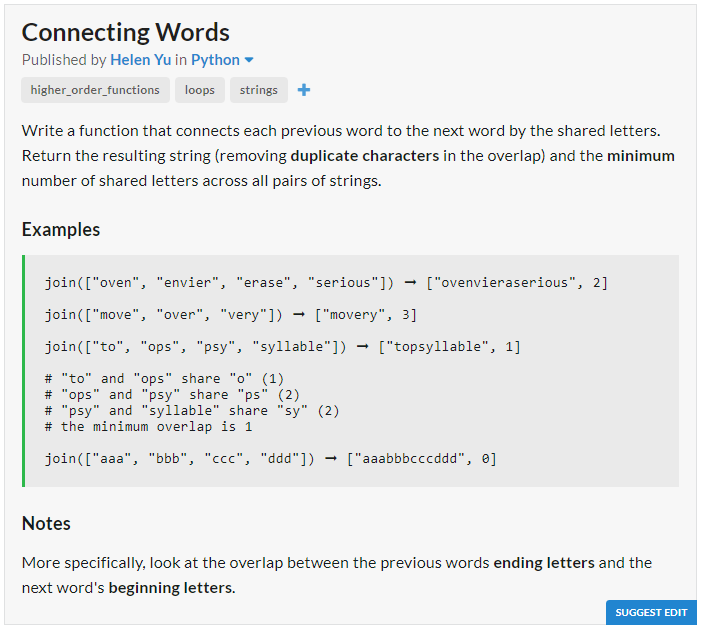 Connecting Words
Published by Helen Yu in Python
higher_order_functions loops strings +
Write a function that connects each previous word to the next word by the shared letters.
Return the resulting string (removing duplicate characters in the overlap) and the minimum
number of shared letters across all pairs of strings.
Examples
join(["oven", "envier", "erase", "serious"]) ➞ ["ovenvieraserious", 2]
join(["move", "over", "very"]) ➞ ["movery", 3]
join(["to", "ops", "psy", "syllable"]) ➞ ["topsyllable", 1]
# "to" and "ops" share "o" (1)
# "ops" and "psy" share "ps" (2)
# "psy" and "syllable" share "sy" (2)
# the minimum overlap is 1
join(["aaa", "bbb", "ccc", "ddd"]) ➞ ["aaabbbcccddd", 0]
Notes
More specifically, look at the overlap between the previous words ending letters and the
next word's beginning letters.
SUGGEST EDIT